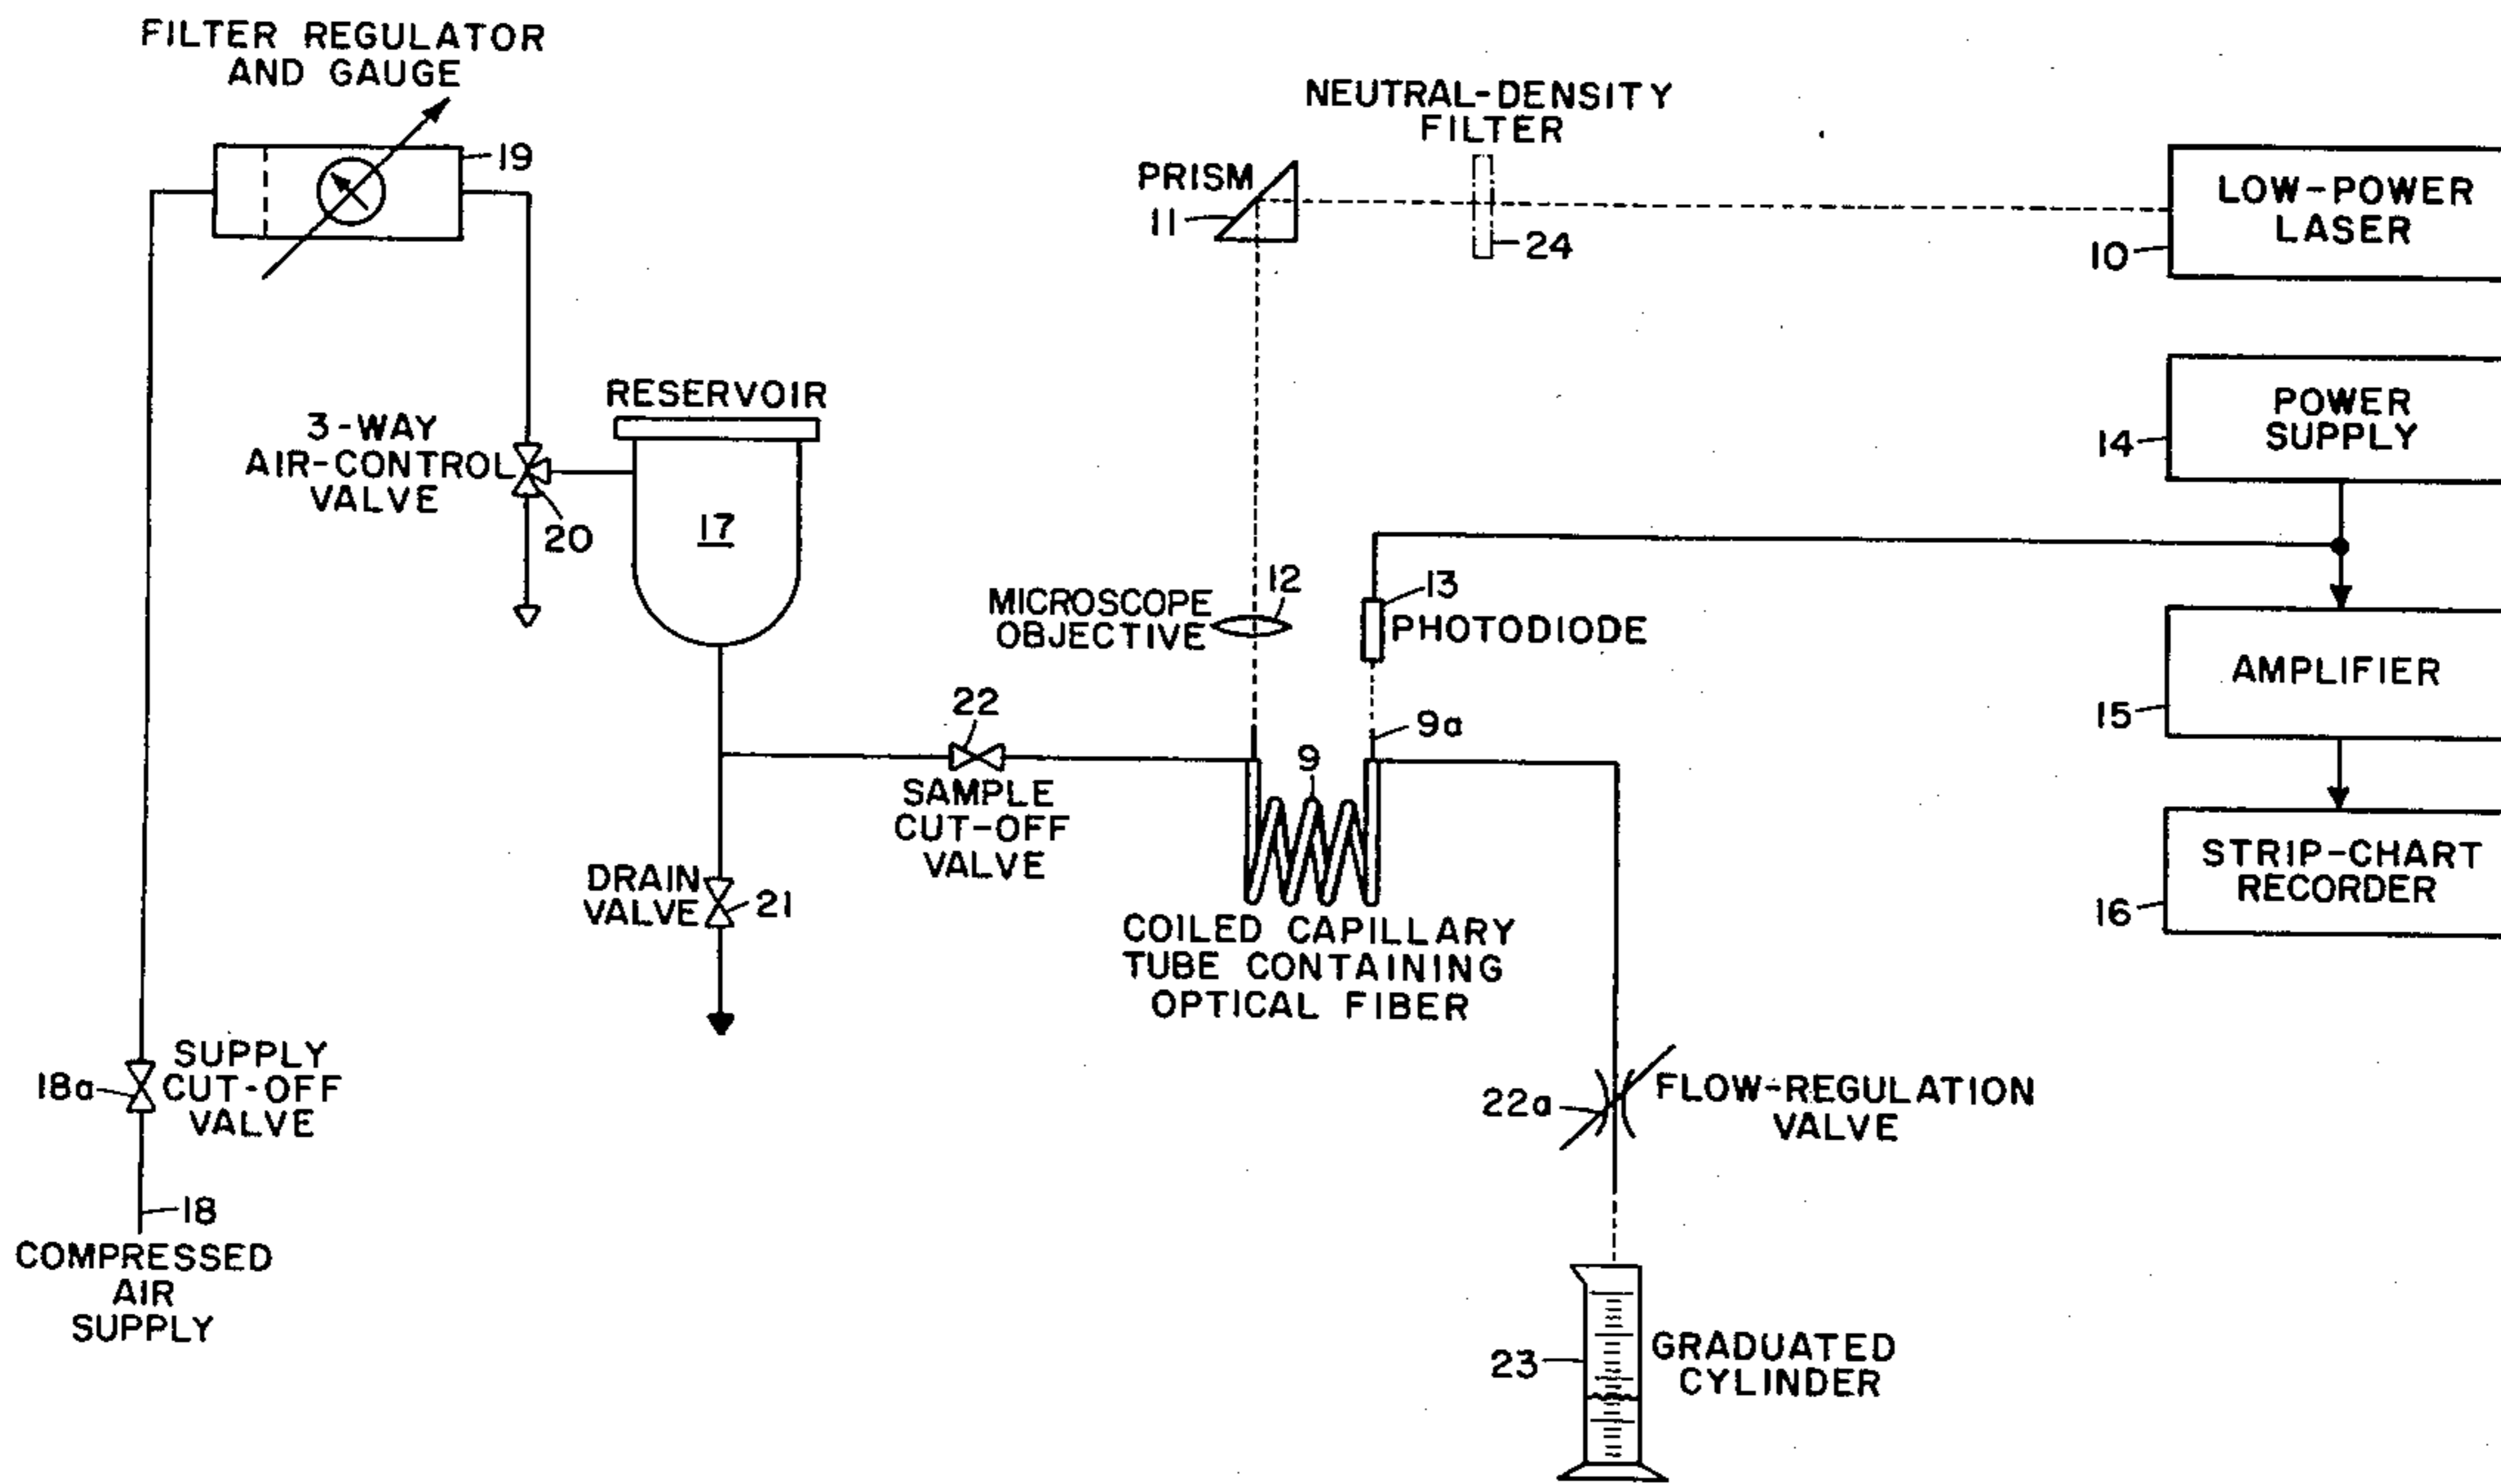 FILTER REGULATOR
AND GAUGE
19
NEUTRAL-DENSITY
FILTER
24
PRISM
11
LOW-POWER
LASER
10
POWER
SUPPLY
14
RESERVOIR
17
3-WAY
AIR-CONTROL
VALVE
20
MICROSCOPE
OBJECTIVE
12
13
PHOTODIODE
AMPLIFIER
15
22
SAMPLE
CUT-OFF
VALVE
9
9a
STRIP-CHART
RECORDER
16
DRAIN
VALVE
21
COILED CAPILLARY
TUBE CONTAINING
OPTICAL FIBER
SUPPLY
CUT-OFF
VALVE
18a
22a
FLOW-REGULATION
VALVE
18
COMPRESSED
AIR
SUPPLY
23
GRADUATED
CYLINDER